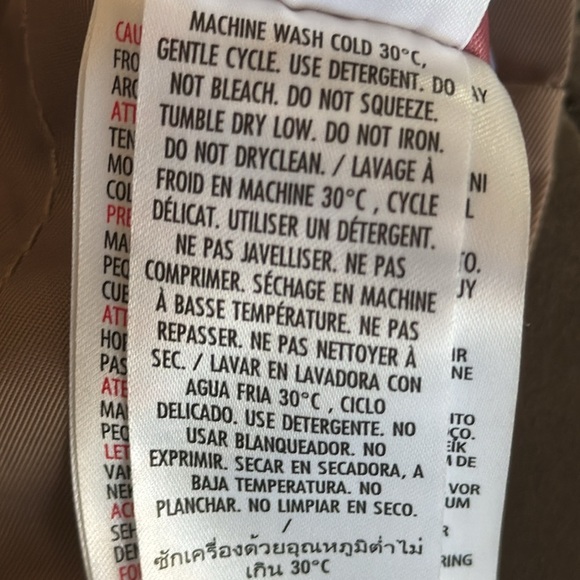 MACHINE WASH COLD 30°C,
GENTLE CYCLE. USE DETERGENT. DO
NOT BLEACH. DO NOT SQUEEZE.
TUMBLE DRY LOW. DO NOT IRON.
DO NOT DRYCLEAN. / LAVAGE À
FROID EN MACHINE 30°C , CYCLE
DÉLICAT. UTILISER UN DÉTERGENT.
NE PAS JAVELLISER. NE PAS
COMPRIMER. SÉCHAGE EN MACHINE
À BASSE TEMPÉRATURE. NE PAS
REPASSER. NE PAS NETTOYER À
SEC. / LAVAR EN LAVADORA CON
AGUA FRIA 30°C , CICLO
DELICADO. USE DETERGENTE. NO
USAR BLANQUEADOR. NO
EXPRIMIR. SECAR EN SECADORA, A
BAJA TEMPERATURA. NO
PLANCHAR. NO LIMPIAR EN SECO.
/
ซักเครื่องด้วยอุณหภูมิต่ำไม่
เกิน 30°C